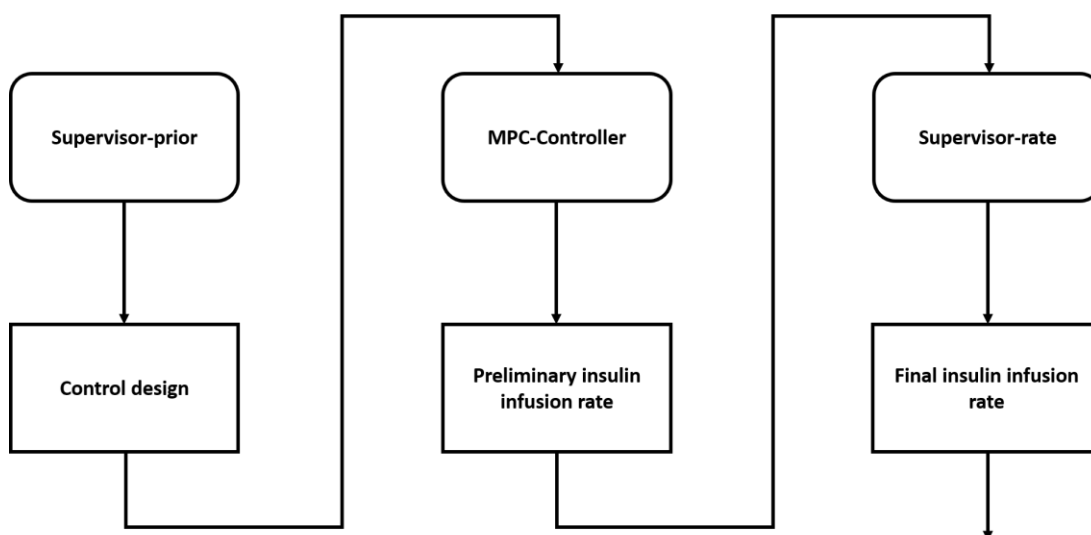 Supervisor-prior
MPC-Controller
Supervisor-rate
Control design
Preliminary insulin
infusion rate
Final insulin infusion
rate